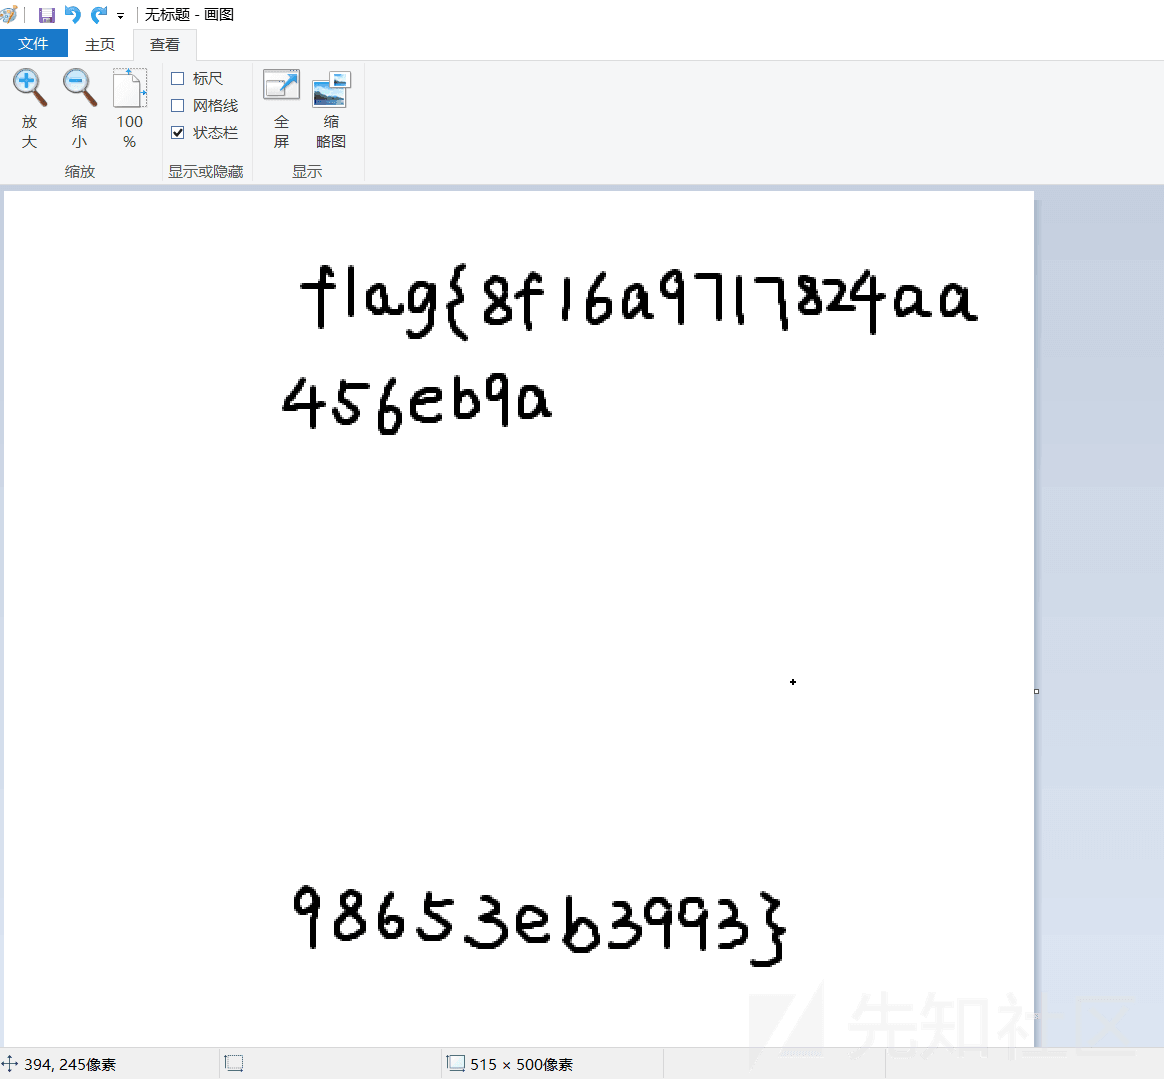 无标题 - 画图
文件 主页 查看
放大 缩小 100% 标尺 网格线 状态栏 全屏 缩略图
缩放 显示或隐藏 显示
flag{8f16a9717824aa
456eb9a
98653eb3993}
先知社区
394, 245像素 515 × 500像素